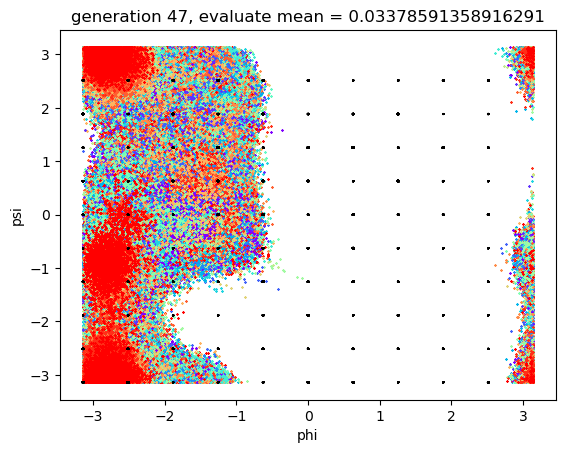 generation 47, evaluate mean = 0.03378591358916291
3
2
1
0
−1
−2
−3
psi
−3 −2 −1 0 1 2 3
phi